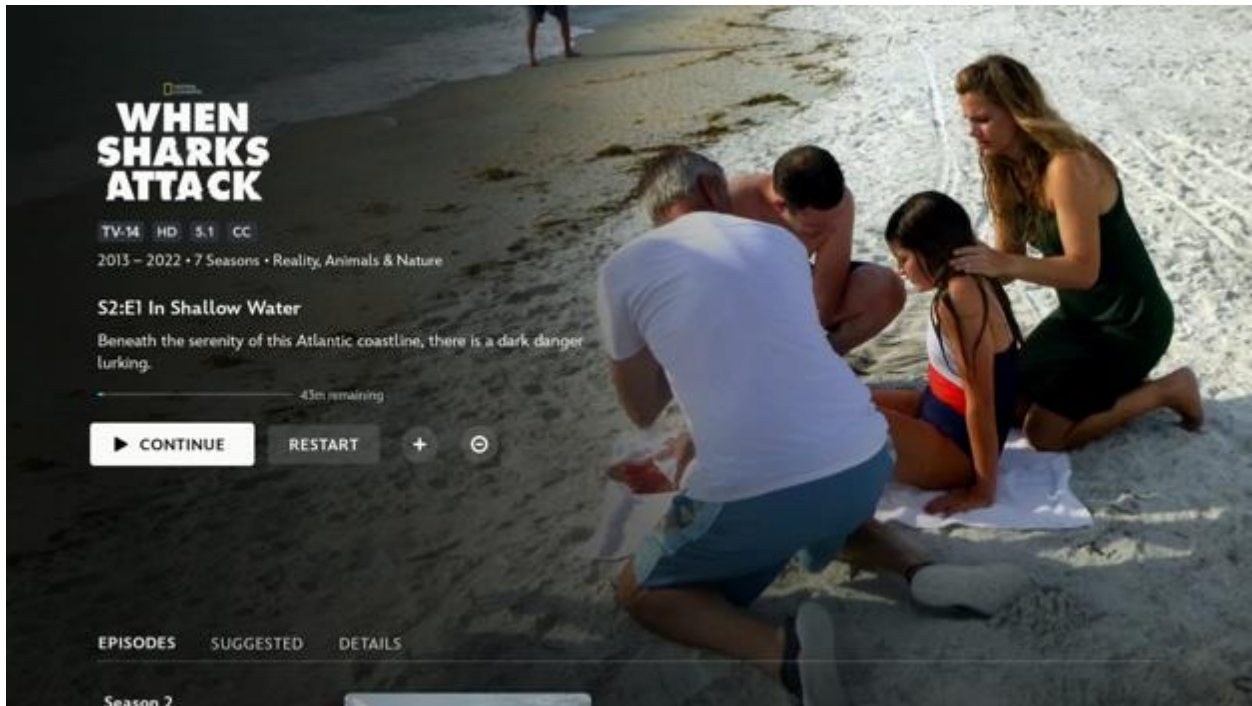 WHEN
SHARKS
ATTACK
TV-14 HD 5.1 CC
2013 – 2022 • 7 Seasons • Reality, Animals & Nature
S2:E1 In Shallow Water
Beneath the serenity of this Atlantic coastline, there is a dark danger
lurking.
43m remaining
CONTINUE RESTART
EPISODES SUGGESTED DETAILS
Season 2